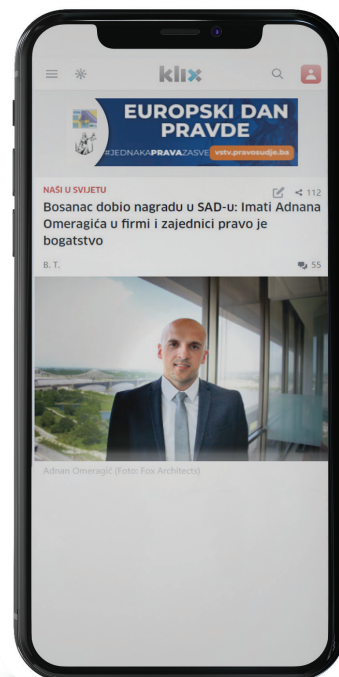 klix
EUROPSKI DAN
PRAVDE
#JEDNAKAPRAVAZASVE vstv.pravosudje.ba
NAŠI U SVIJETU
112
Bosanac dobio nagradu u SAD-u: Imati Adnana
Omeragića u firmi i zajednici pravo je
bogatstvo
B. T.
55
Adnan Omeragić (Foto: Fox Architects)